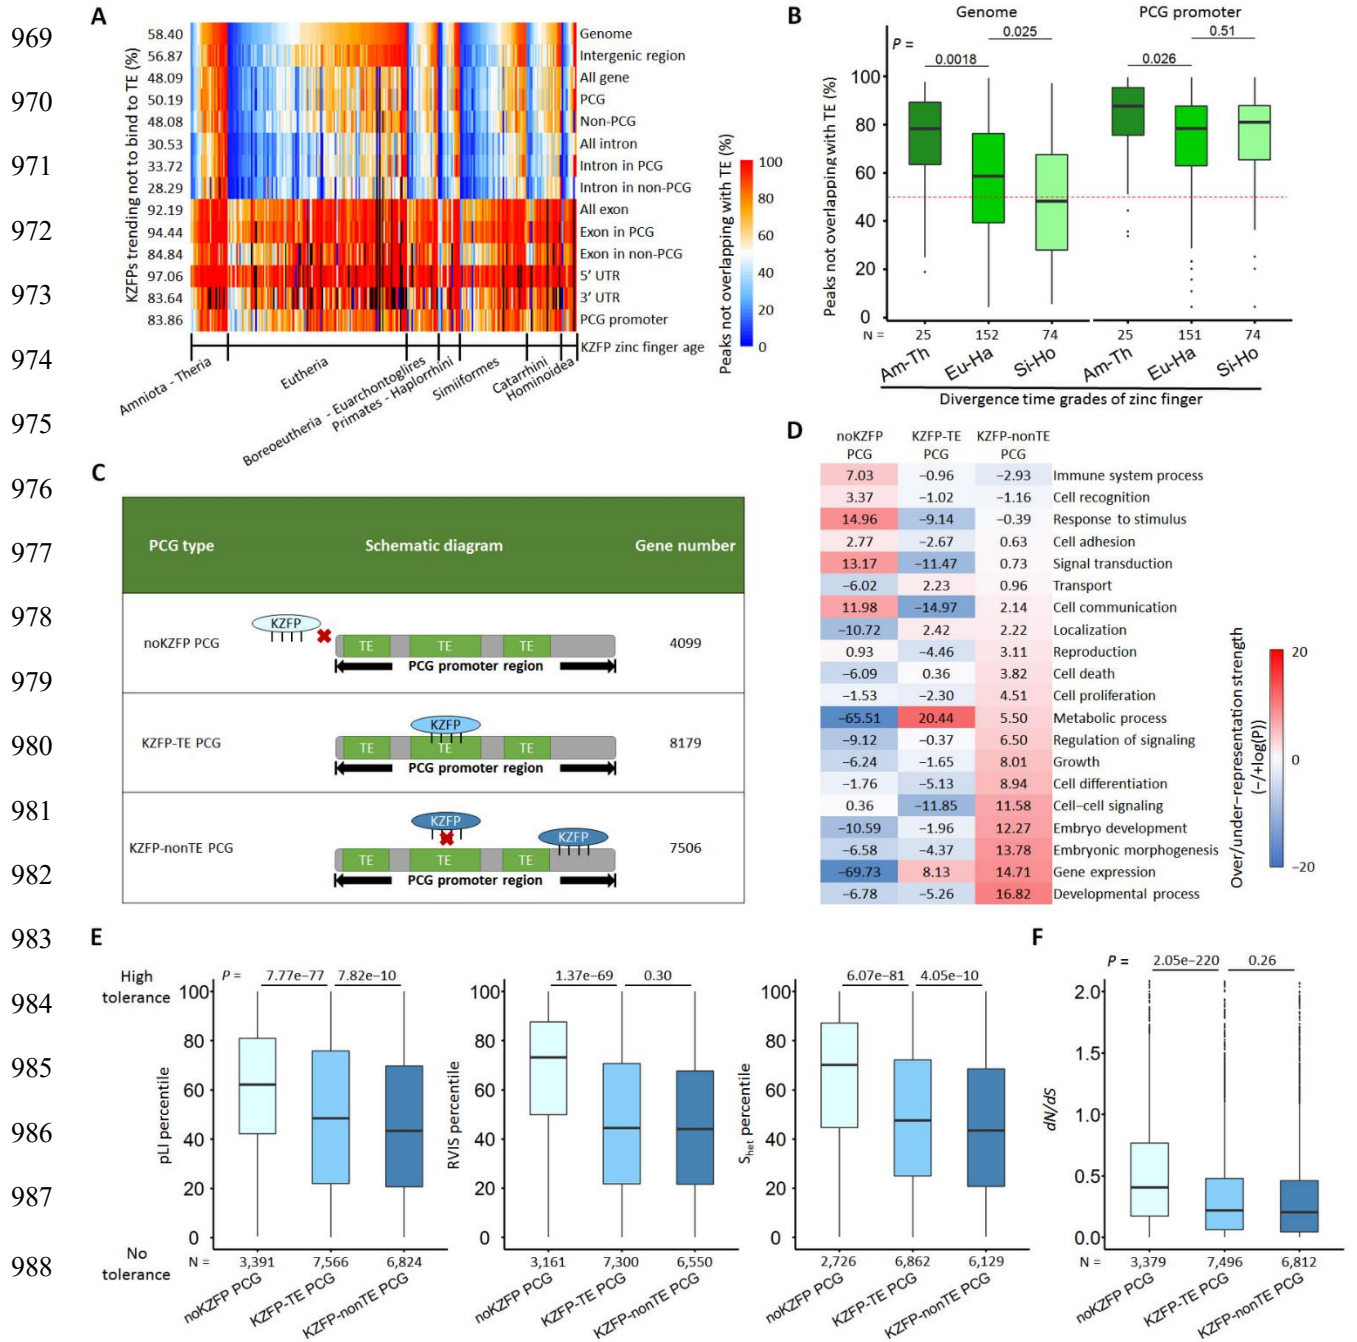 969
970
971
972
973
974
975
976
977
978
979
980
981
982
983
984
985
986
987
988
A
KZFPs trending not to bind to TE (%)
58.40 Genome
56.87 Intergenic region
48.09 All gene
50.19 PCG
48.08 Non-PCG
30.53 All intron
33.72 Intron in PCG
28.29 Intron in non-PCG
92.19 All exon
94.44 Exon in PCG
84.84 Exon in non-PCG
97.06 5' UTR
83.64 3' UTR
83.86 PCG promoter
KZFP zinc finger age
Amniota - Theria
Eutheria
Boreoeutheria - Euarchontoglires
Primates - Haplorrhini
Simiiformes
Catarrhini
Hominoidea
Peaks not overlapping with TE (%)
100
80
60
40
20
0
B
Genome PCG promoter
P =
0.0018
0.025
0.026
0.51
Peaks not overlapping with TE (%)
100
80
60
40
20
0
N = 25 152 74 25 151 74
Am-Th Eu-Ha Si-Ho Am-Th Eu-Ha Si-Ho
Divergence time grades of zinc finger
C
PCG type Schematic diagram Gene number
noKZFP PCG
KZFP
TE TE TE
PCG promoter region
4099
KZFP-TE PCG
KZFP
TE TE TE
PCG promoter region
8179
KZFP-nonTE PCG
KZFP KZFP
TE TE TE
PCG promoter region
7506
D
noKZFP KZFP-TE KZFP-nonTE
PCG PCG PCG
7.03 −0.96 −2.93 Immune system process
3.37 −1.02 −1.16 Cell recognition
14.96 −9.14 −0.39 Response to stimulus
2.77 −2.67 0.63 Cell adhesion
13.17 −11.47 0.73 Signal transduction
−6.02 2.23 0.96 Transport
11.98 −14.97 2.14 Cell communication
−10.72 2.42 2.22 Localization
0.93 −4.46 3.11 Reproduction
−6.09 0.36 3.82 Cell death
−1.53 −2.30 4.51 Cell proliferation
−65.51 20.44 5.50 Metabolic process
−9.12 −0.37 6.50 Regulation of signaling
−6.24 −1.65 8.01 Growth
−1.76 −5.13 8.94 Cell differentiation
0.36 −11.85 11.58 Cell−cell signaling
−10.59 −1.96 12.27 Embryo development
−6.58 −4.37 13.78 Embryonic morphogenesis
−69.73 8.13 14.71 Gene expression
−6.78 −5.26 16.82 Developmental process
Over/under−representation strength
(−/+log(P))
20
0
−20
E
High
tolerance
No
tolerance
P = 7.77e−77 7.82e−10
pLI percentile
100
80
60
40
20
0
N = 3,391 7,566 6,824
noKZFP PCG KZFP-TE PCG KZFP-nonTE PCG
1.37e−69 0.30
RVIS percentile
100
80
60
40
20
0
3,161 7,300 6,550
noKZFP PCG KZFP-TE PCG KZFP-nonTE PCG
6.07e−81 4.05e−10
Shet percentile
100
80
60
40
20
0
2,726 6,862 6,129
noKZFP PCG KZFP-TE PCG KZFP-nonTE PCG
F
P = 2.05e−220 0.26
dN/dS
2.0
1.5
1.0
0.5
0.0
N = 3,379 7,496 6,812
noKZFP PCG KZFP-TE PCG KZFP-nonTE PCG